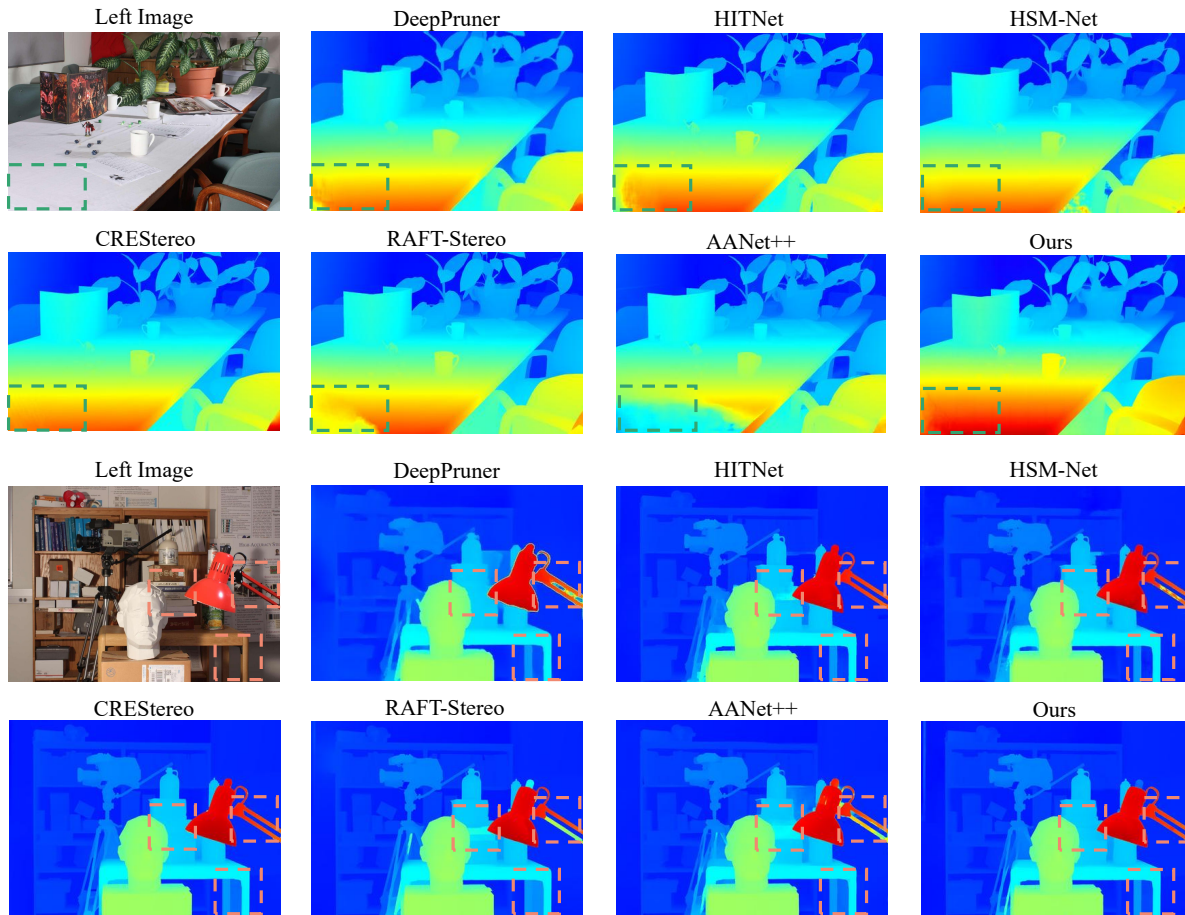 Left Image
DeepPruner
HITNet
HSM-Net
CREStereo
RAFT-Stereo
AANet++
Ours
Left Image
DeepPruner
HITNet
HSM-Net
CREStereo
RAFT-Stereo
AANet++
Ours